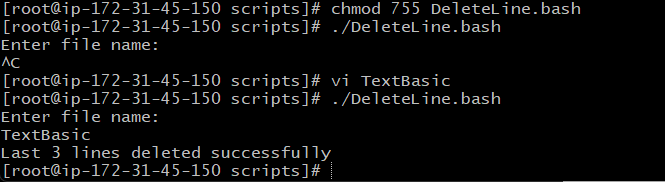 [root@ip-172-31-45-150 scripts]# chmod 755 DeleteLine.bash
[root@ip-172-31-45-150 scripts]# ./DeleteLine.bash
Enter file name:
^C
[root@ip-172-31-45-150 scripts]# vi TextBasic
[root@ip-172-31-45-150 scripts]# ./DeleteLine.bash
Enter file name:
TextBasic
Last 3 lines deleted successfully
[root@ip-172-31-45-150 scripts]#